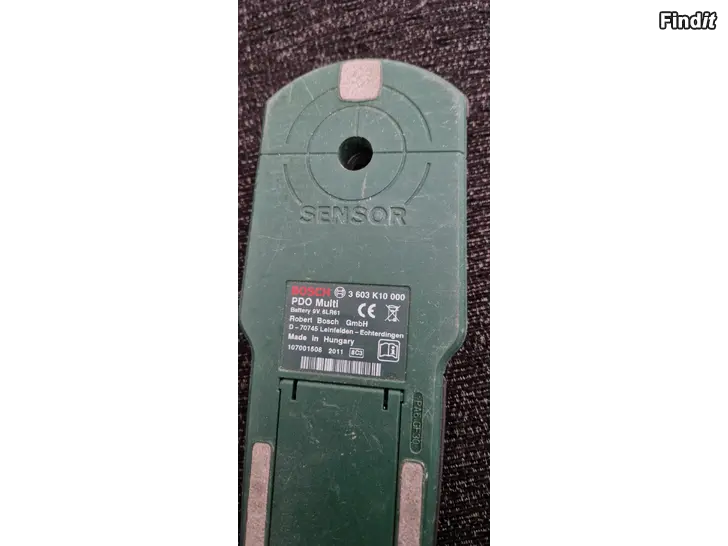 Findit
SENSOR
BOSCH 3 603 K10 000
PDO Multi
Battery 9V 6LR61
Robert Bosch GmbH
D - 70745 Leinfelden - Echterdingen
Made in Hungary
107001508 2011
CE